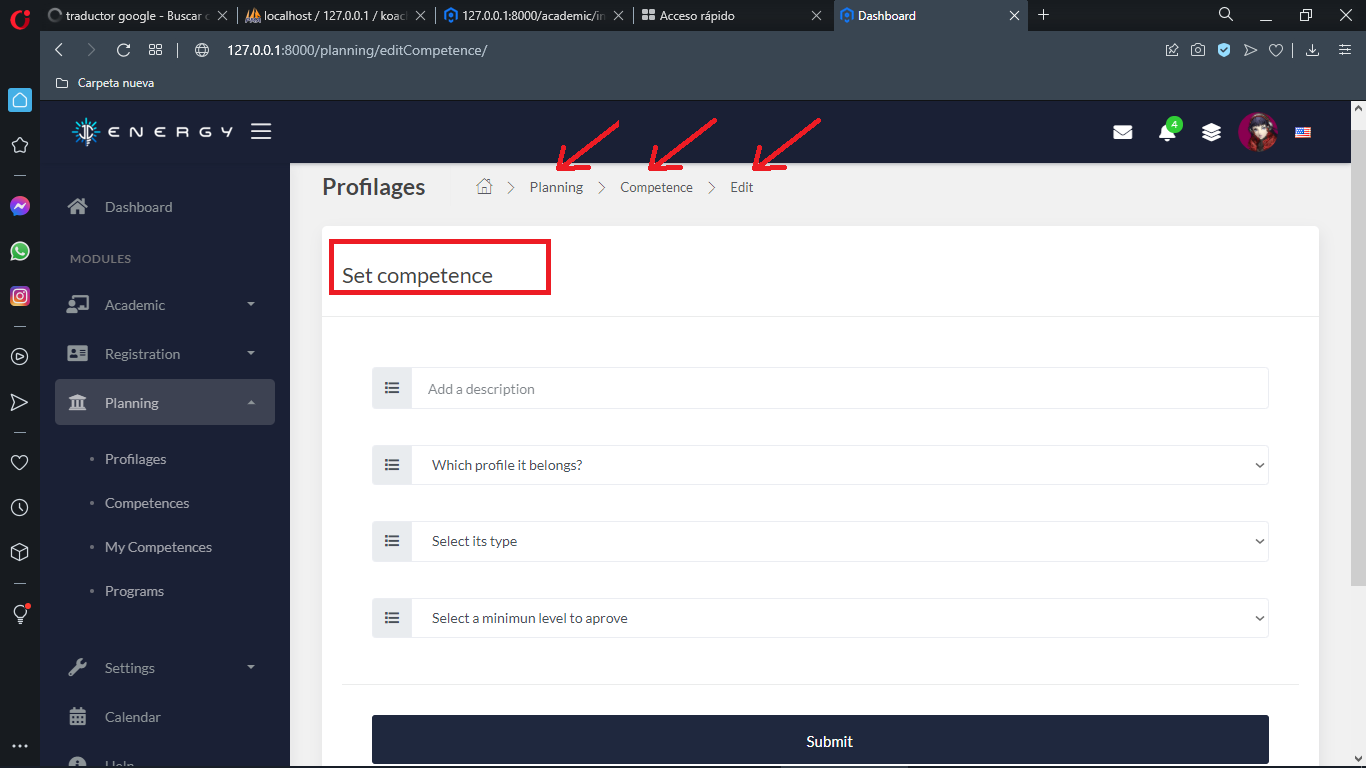 traductor google - Buscar c
localhost / 127.0.0.1 / koac
127.0.0.1:8000/academic/in
Acceso rápido
Dashboard
127.0.0.1:8000/planning/editCompetence/
Carpeta nueva
ENERGY
4
Profilages
Planning
Competence
Edit
Dashboard
MODULES
Academic
Registration
Planning
Profilages
Competences
My Competences
Programs
Settings
Calendar
Help
Set competence
Add a description
Which profile it belongs?
Select its type
Select a minimun level to aprove
Submit